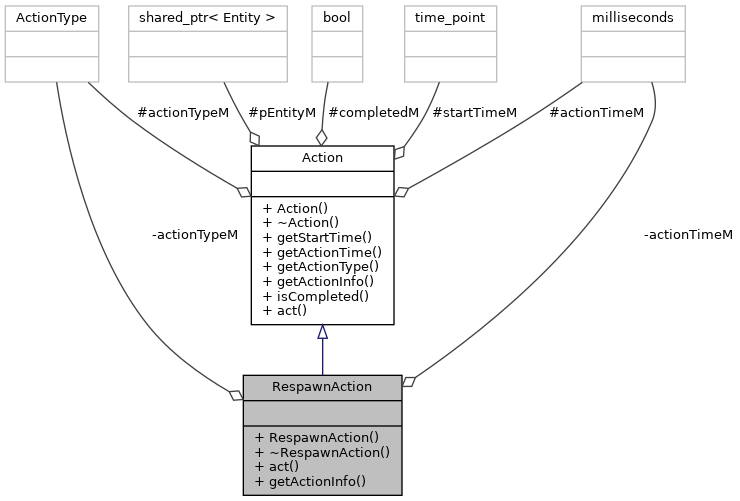 ActionType
shared_ptr< Entity >
bool
time_point
milliseconds
#actionTypeM
#pEntityM
#completedM
#startTimeM
#actionTimeM
Action
+ Action()
+ ~Action()
+ getStartTime()
+ getActionTime()
+ getActionType()
+ getActionInfo()
+ isCompleted()
+ act()
-actionTypeM
-actionTimeM
RespawnAction
+ RespawnAction()
+ ~RespawnAction()
+ act()
+ getActionInfo()